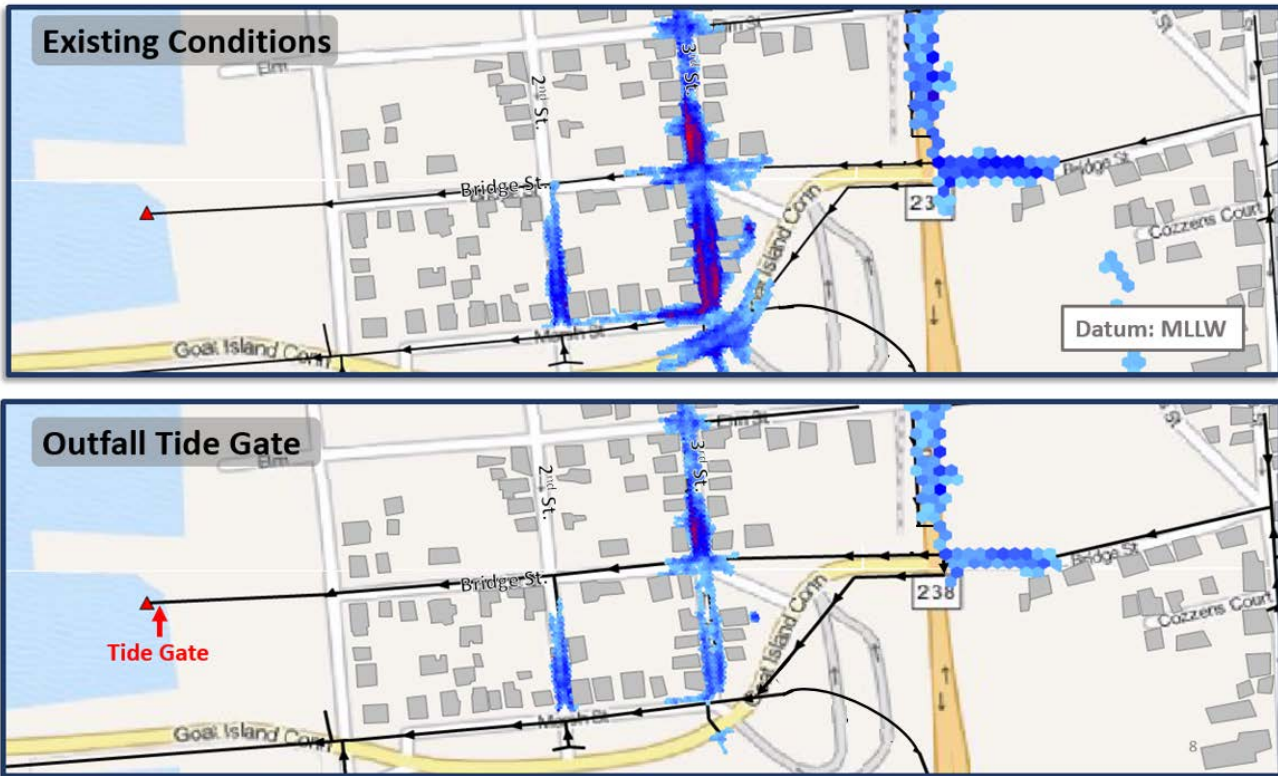 Existing Conditions
Elm
Elm St
3rd St.
2nd St.
Bridge St.
Bridge St
23
Cozzens Court
Island Conn
Marsh St
Goat Island Conn
Datum: MLLW
Outfall Tide Gate
Elm
Elm St
3rd St.
2nd St.
Bridge St.
Bridge St
238
Cozzens Court
Goat Island Conn
Tide Gate
Marsh St
Goat Island Conn
8